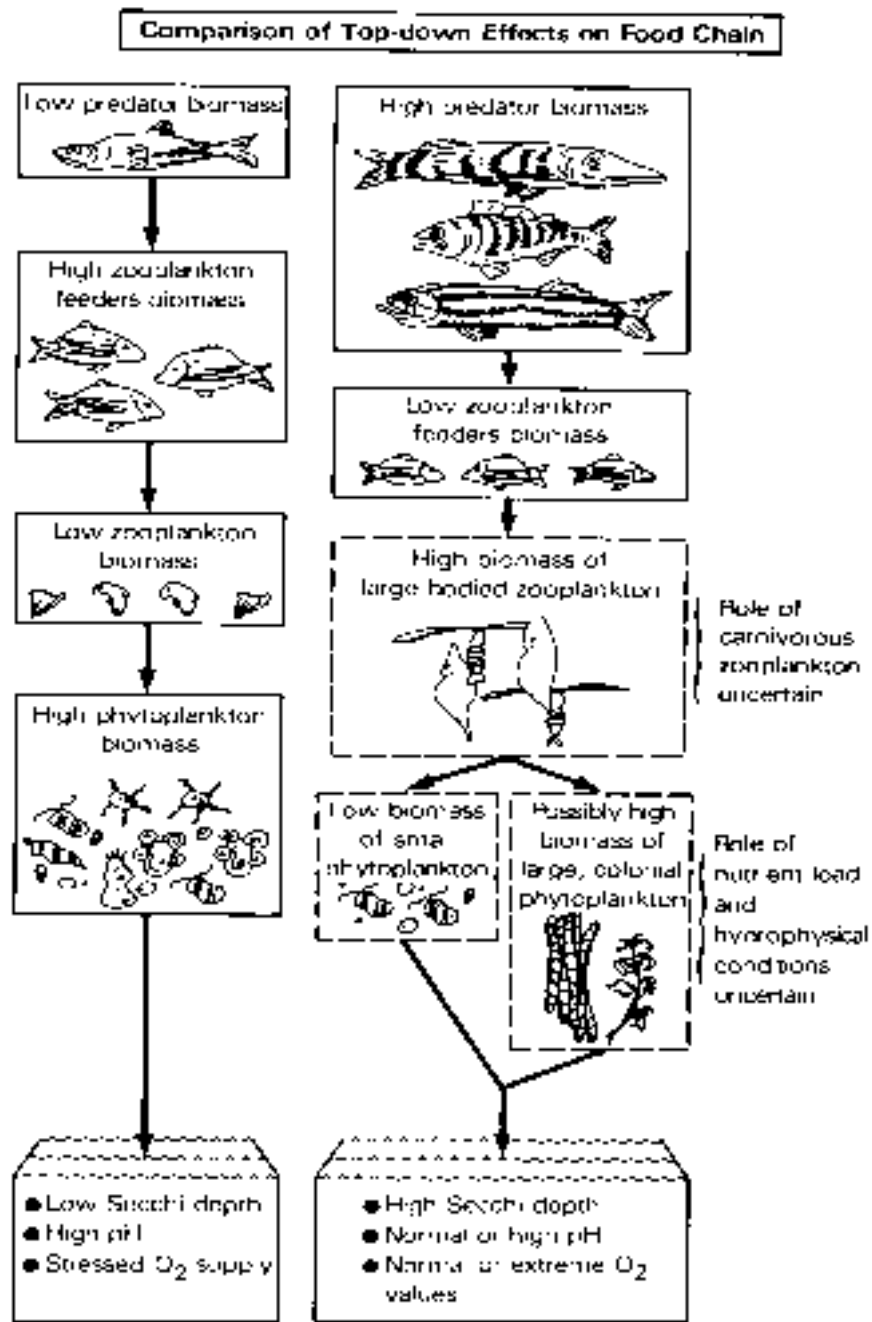 Comparison of Top-down Effects on Food Chain
Low predator biomass
High zooplankton
feeders biomass
Low zooplankton
biomass
High phytoplankton
biomass
● Low Secchi depth
● High pH
● Stressed O₂ supply
High predator biomass
Low zooplankton
feeders biomass
High biomass of
large bodied zooplankton
Role of
carnivorous
zooplankton
uncertain
Low biomass
of small
phytoplankton
Possibly high
biomass of
large, colonial
phytoplankton
Role of
nutrient load
and
hydrophysical
conditions
uncertain
● High Secchi depth
● Normal or high pH
● Normal or extreme O₂
values